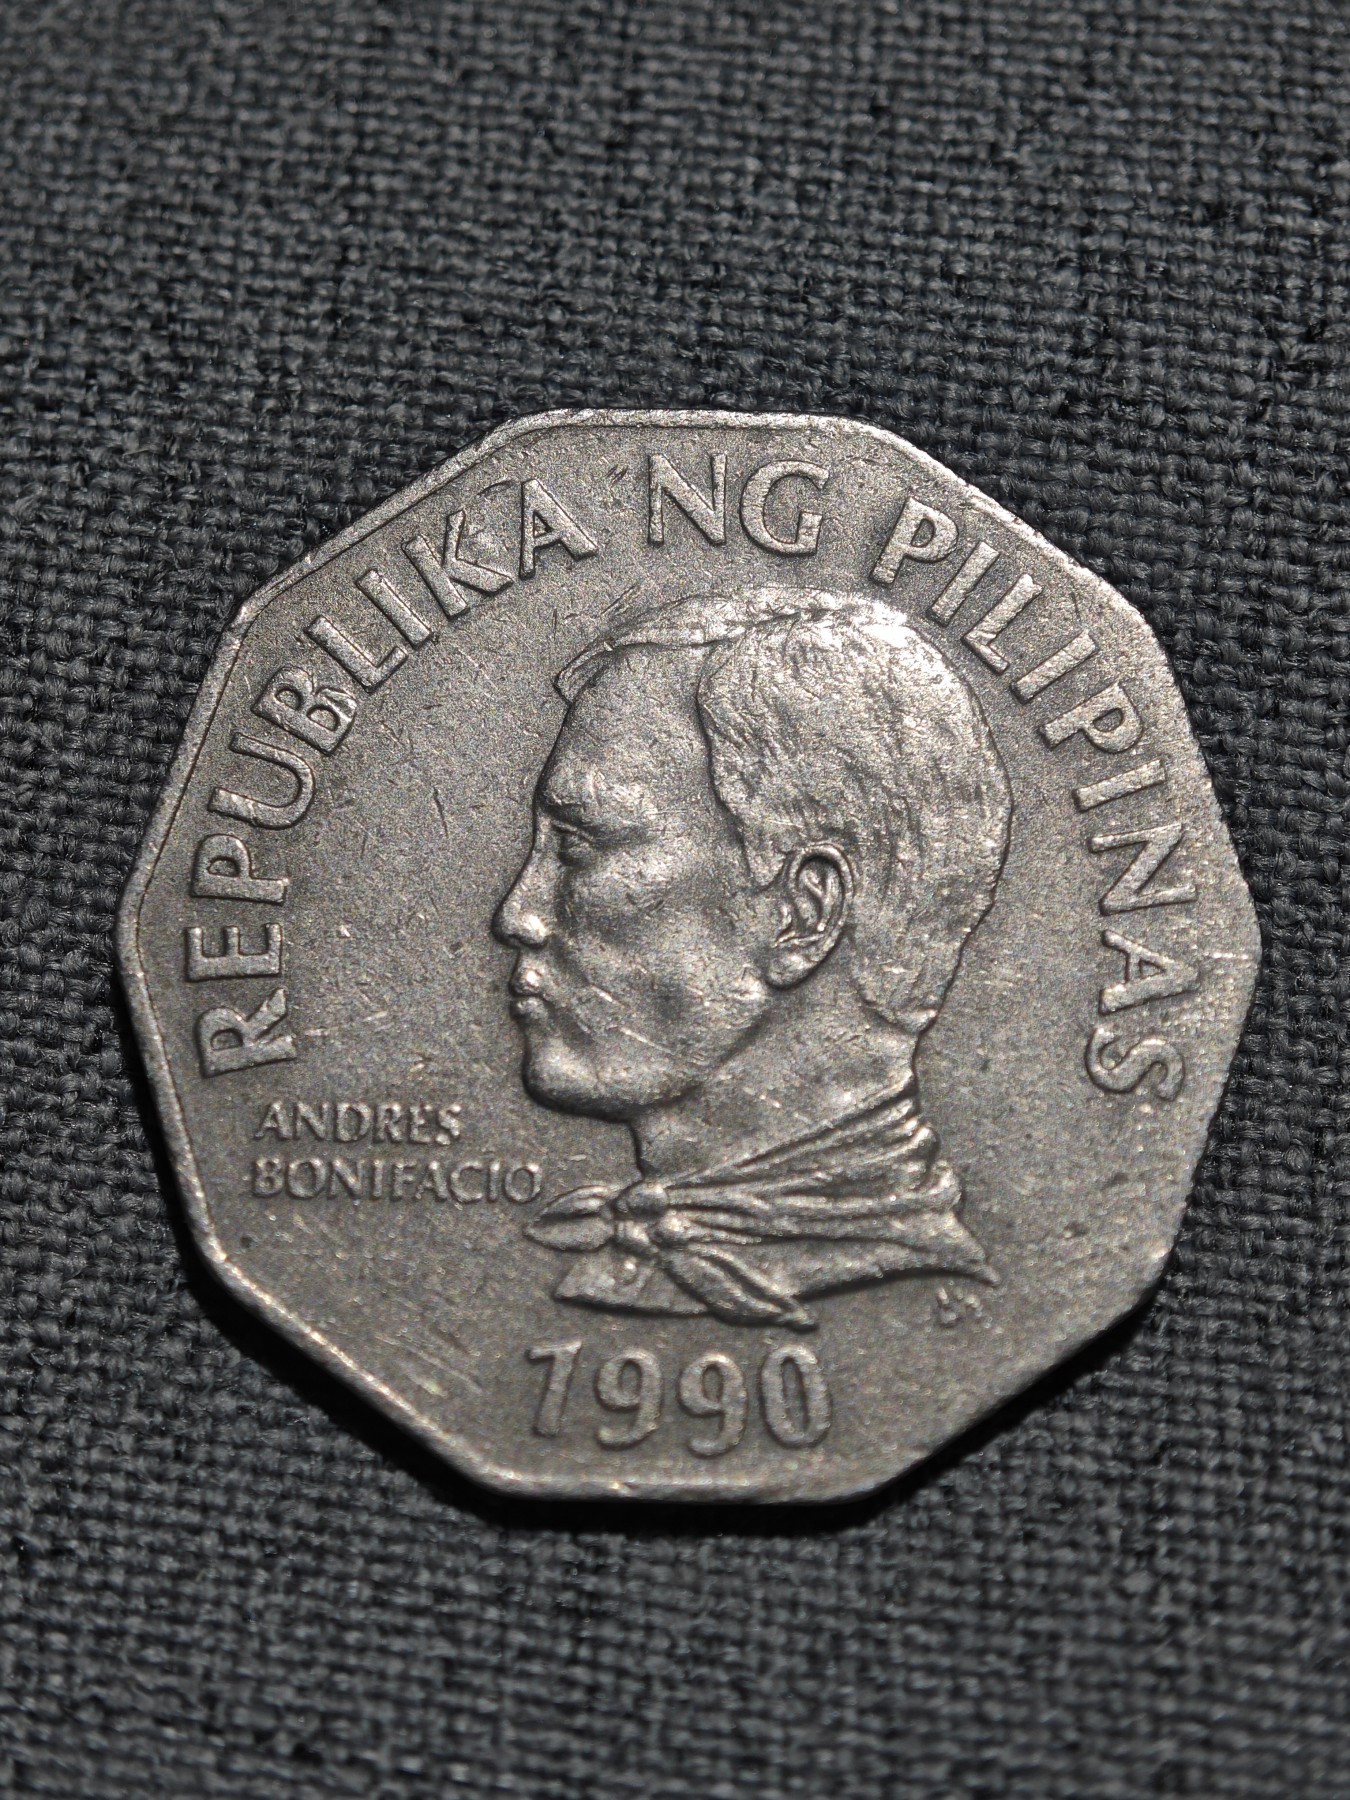 REPUBLIKA NG PILIPINAS
ANDRES
BONIFACIO
1990